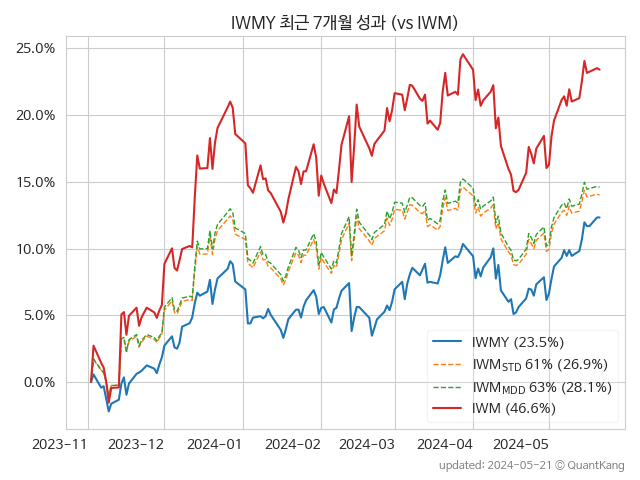 IWMY 최근 7개월 성과 (vs IWM)
25.0%
20.0%
15.0%
10.0%
5.0%
0.0%
IWMY (23.5%)
IWM_STD 61% (26.9%)
IWM_MDD 63% (28.1%)
IWM (46.6%)
2023-11 2023-12 2024-01 2024-02 2024-03 2024-04 2024-05
updated: 2024-05-21 © QuantKang